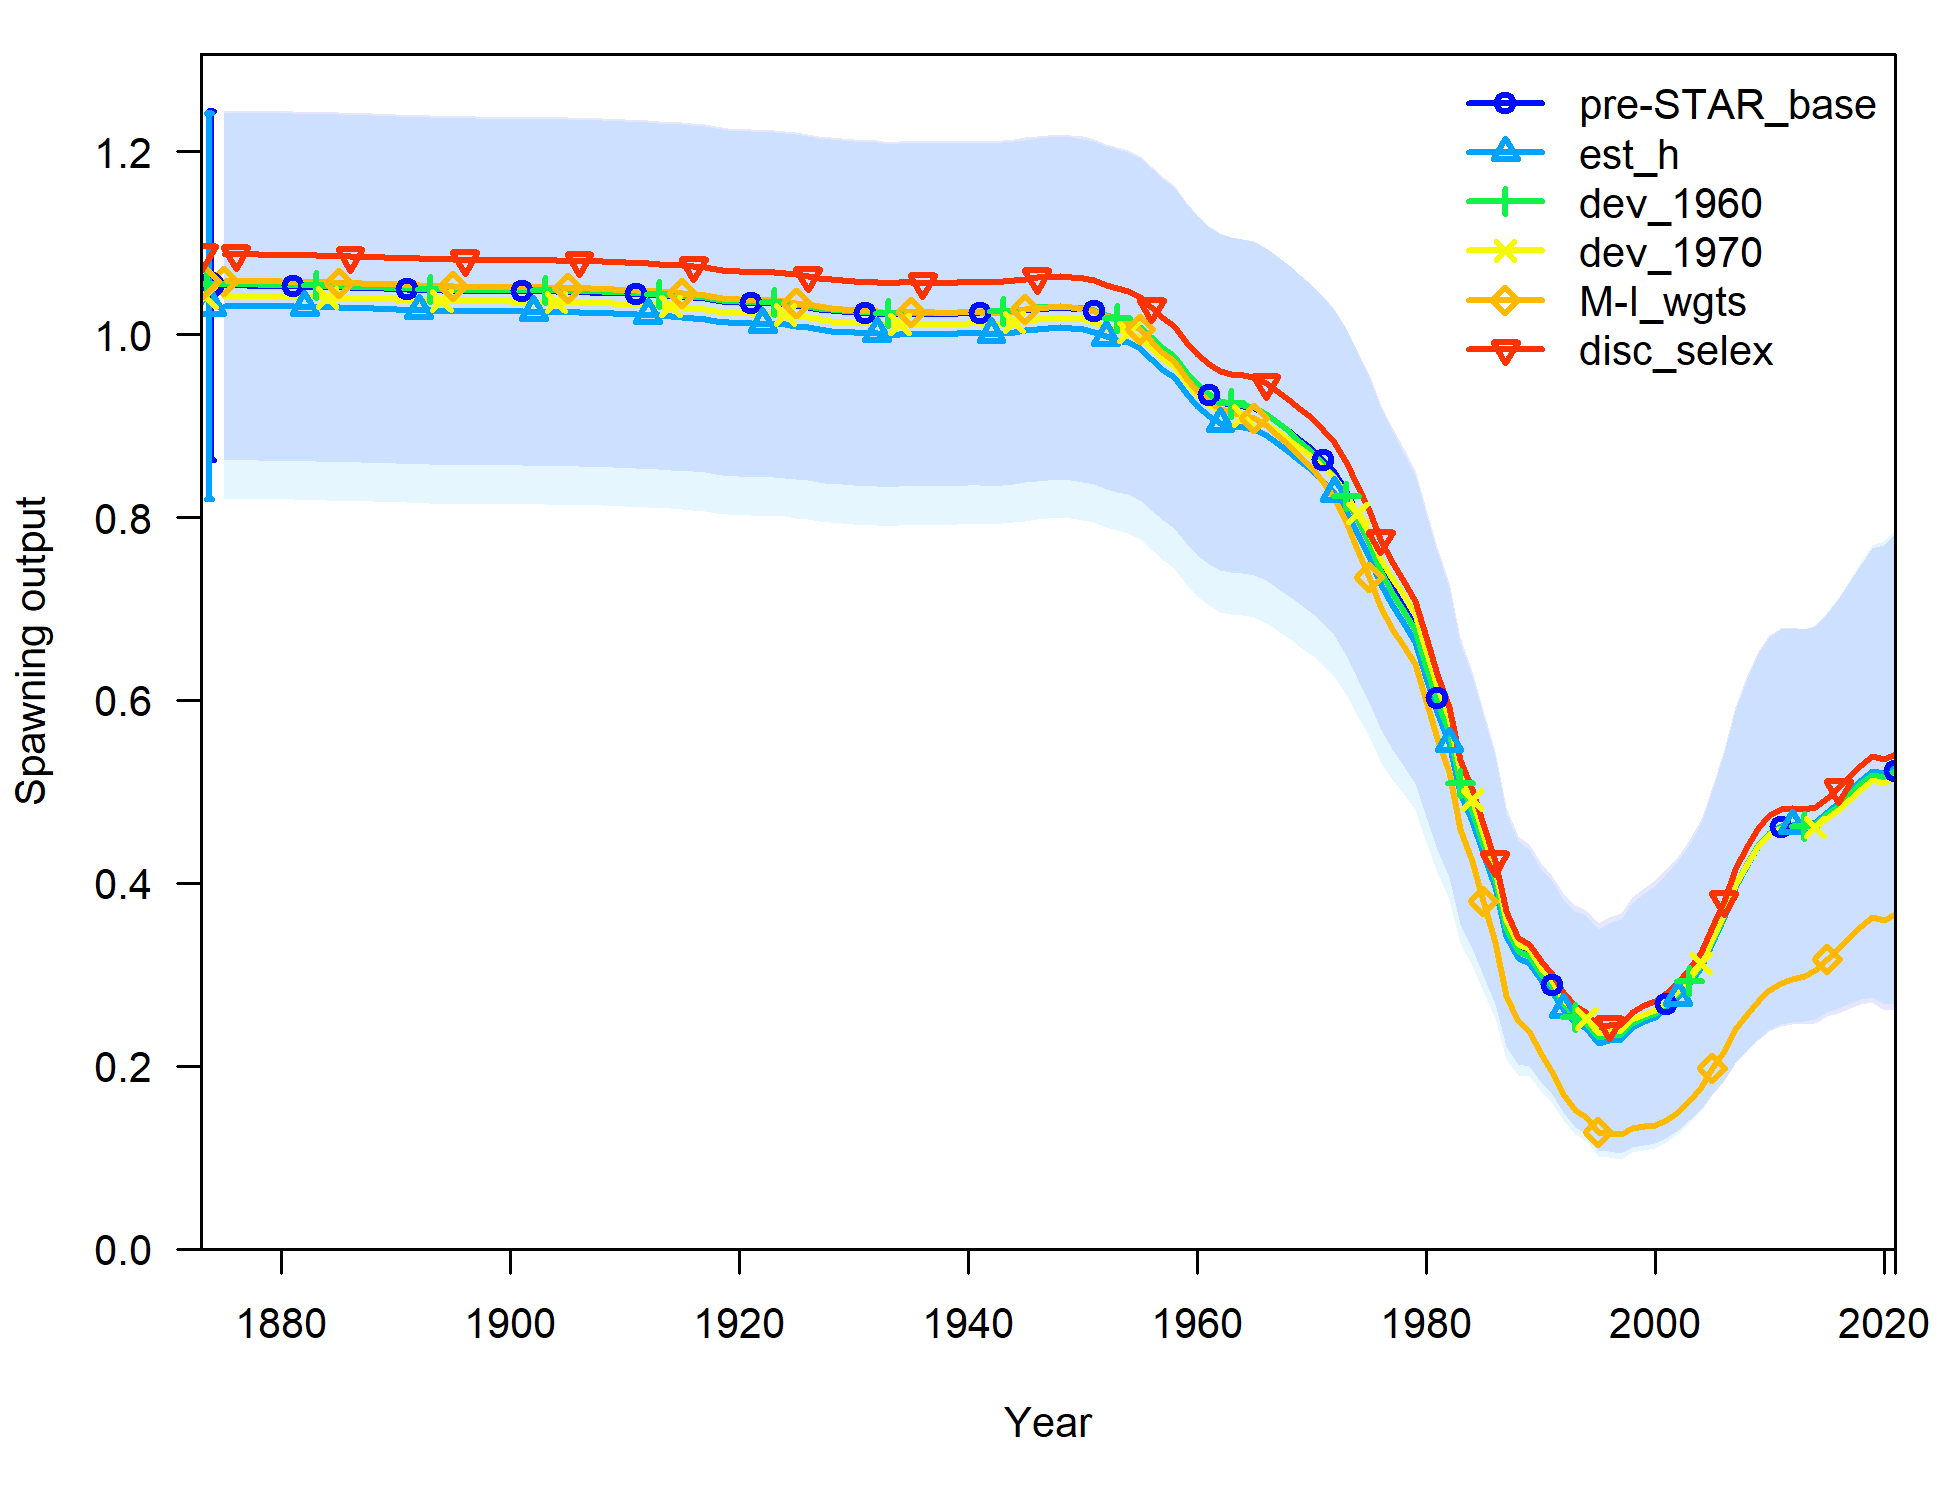 pre-STAR_base
est_h
dev_1960
dev_1970
M-I_wgts
disc_selex
Spawning output
1.2
1.0
0.8
0.6
0.4
0.2
0.0
1880 1900 1920 1940 1960 1980 2000 2020
Year